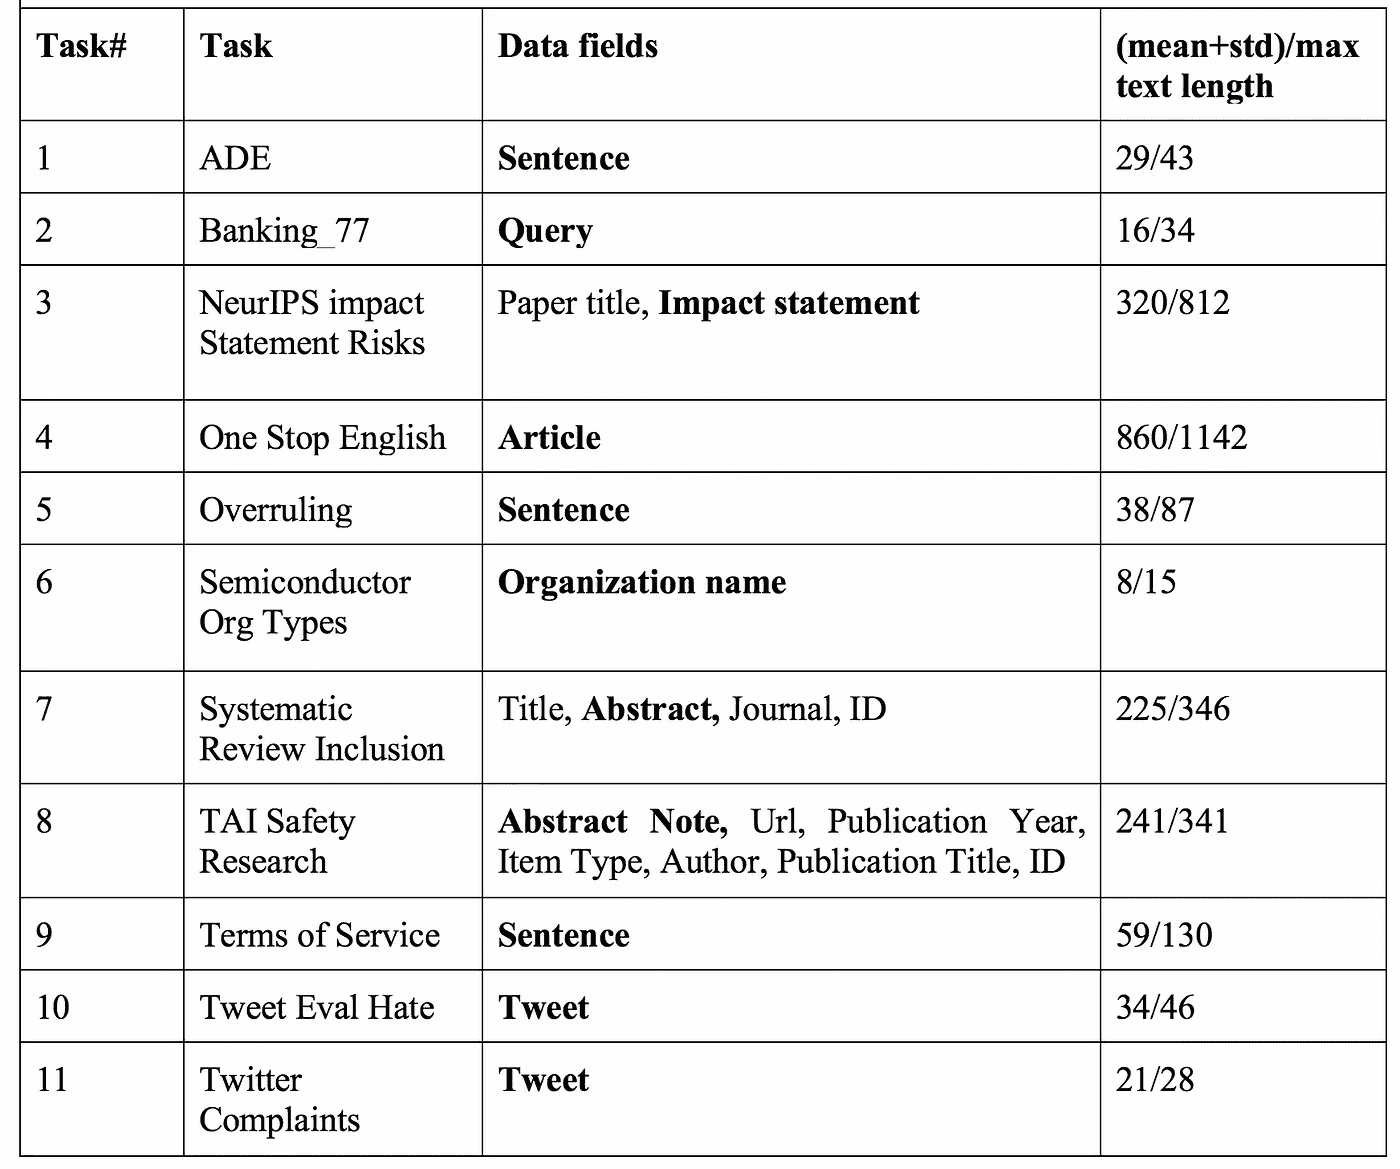 Task# Task Data fields (mean+std)/max
text length
1 ADE Sentence 29/43
2 Banking_77 Query 16/34
3 NeurIPS impact Paper title, Impact statement 320/812
Statement Risks
4 One Stop English Article 860/1142
5 Overruling Sentence 38/87
6 Semiconductor Organization name 8/15
Org Types
7 Systematic Title, Abstract, Journal, ID 225/346
Review Inclusion
8 TAI Safety Abstract Note, Url, Publication Year, 241/341
Research Item Type, Author, Publication Title, ID
9 Terms of Service Sentence 59/130
10 Tweet Eval Hate Tweet 34/46
11 Twitter Tweet 21/28
Complaints